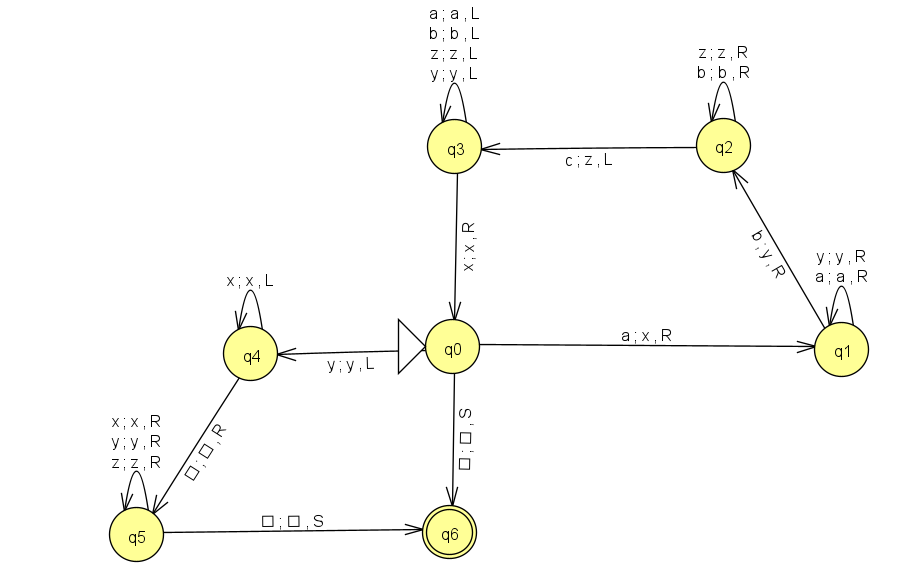 a ; a , L
b ; b , L
z ; z , L
y ; y , L
z ; z , R
b ; b , R
q3
q2
c ; z , L
x ; x , R
b ; y , R
y ; y , R
a ; a , R
x ; x , L
q4
y ; y , L
q0
a ; x , R
q1
x ; x , R
y ; y , R
z ; z , R
□ ; □ , R
□ ; □ , S
q5
□ ; □ , S
q6